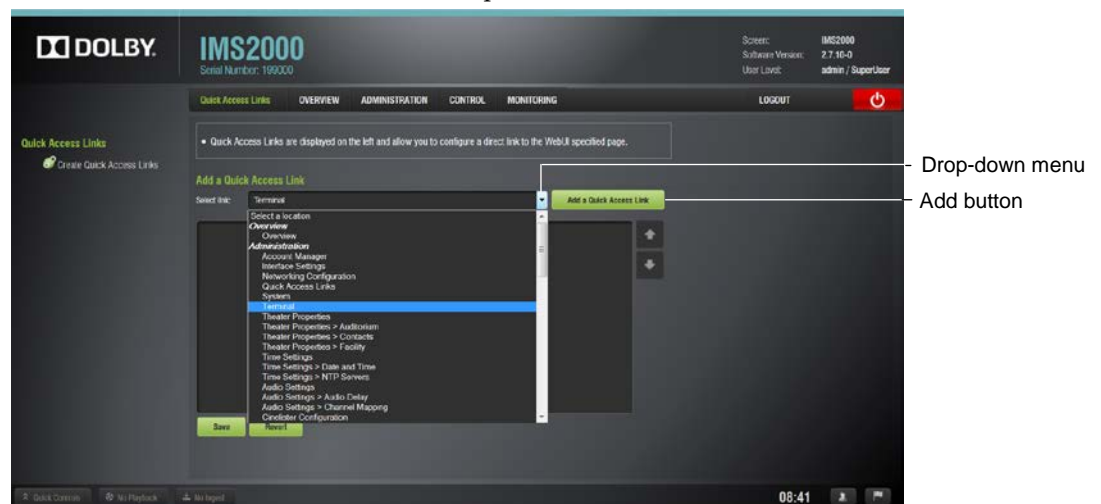 DOLBY.
IMS2000
Serial Number: 199000
Screen: IMS2000
Software Version: 2.7.10-0
User Level: admin / SuperUser
Quick Access Links OVERVIEW ADMINISTRATION CONTROL MONITORING LOGOUT
Quick Access Links
Create Quick Access Links
• Quick Access Links are displayed on the left and allow you to configure a direct link to the WebUI specified page.
Drop-down menu
Add a Quick Access Link
Select link: Terminal Add a Quick Access Link
Add button
Select a location
Overview
Overview
Administration
Account Manager
Interface Settings
Networking Configuration
Quick Access Links
System
Terminal
Theater Properties
Theater Properties > Auditorium
Theater Properties > Contacts
Theater Properties > Facility
Time Settings
Time Settings > Date and Time
Time Settings > NTP Servers
Audio Settings
Audio Settings > Audio Delay
Audio Settings > Channel Mapping
Cinelister Configuration
Save Revert
Quick Controls No Playback No Ingest 08:41